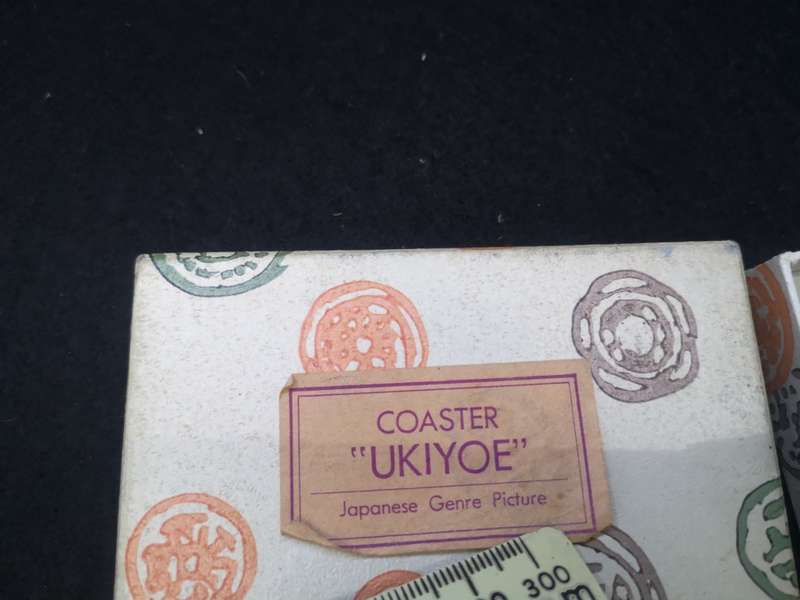 COASTER
"UKIYOE"
Japanese Genre Picture
300